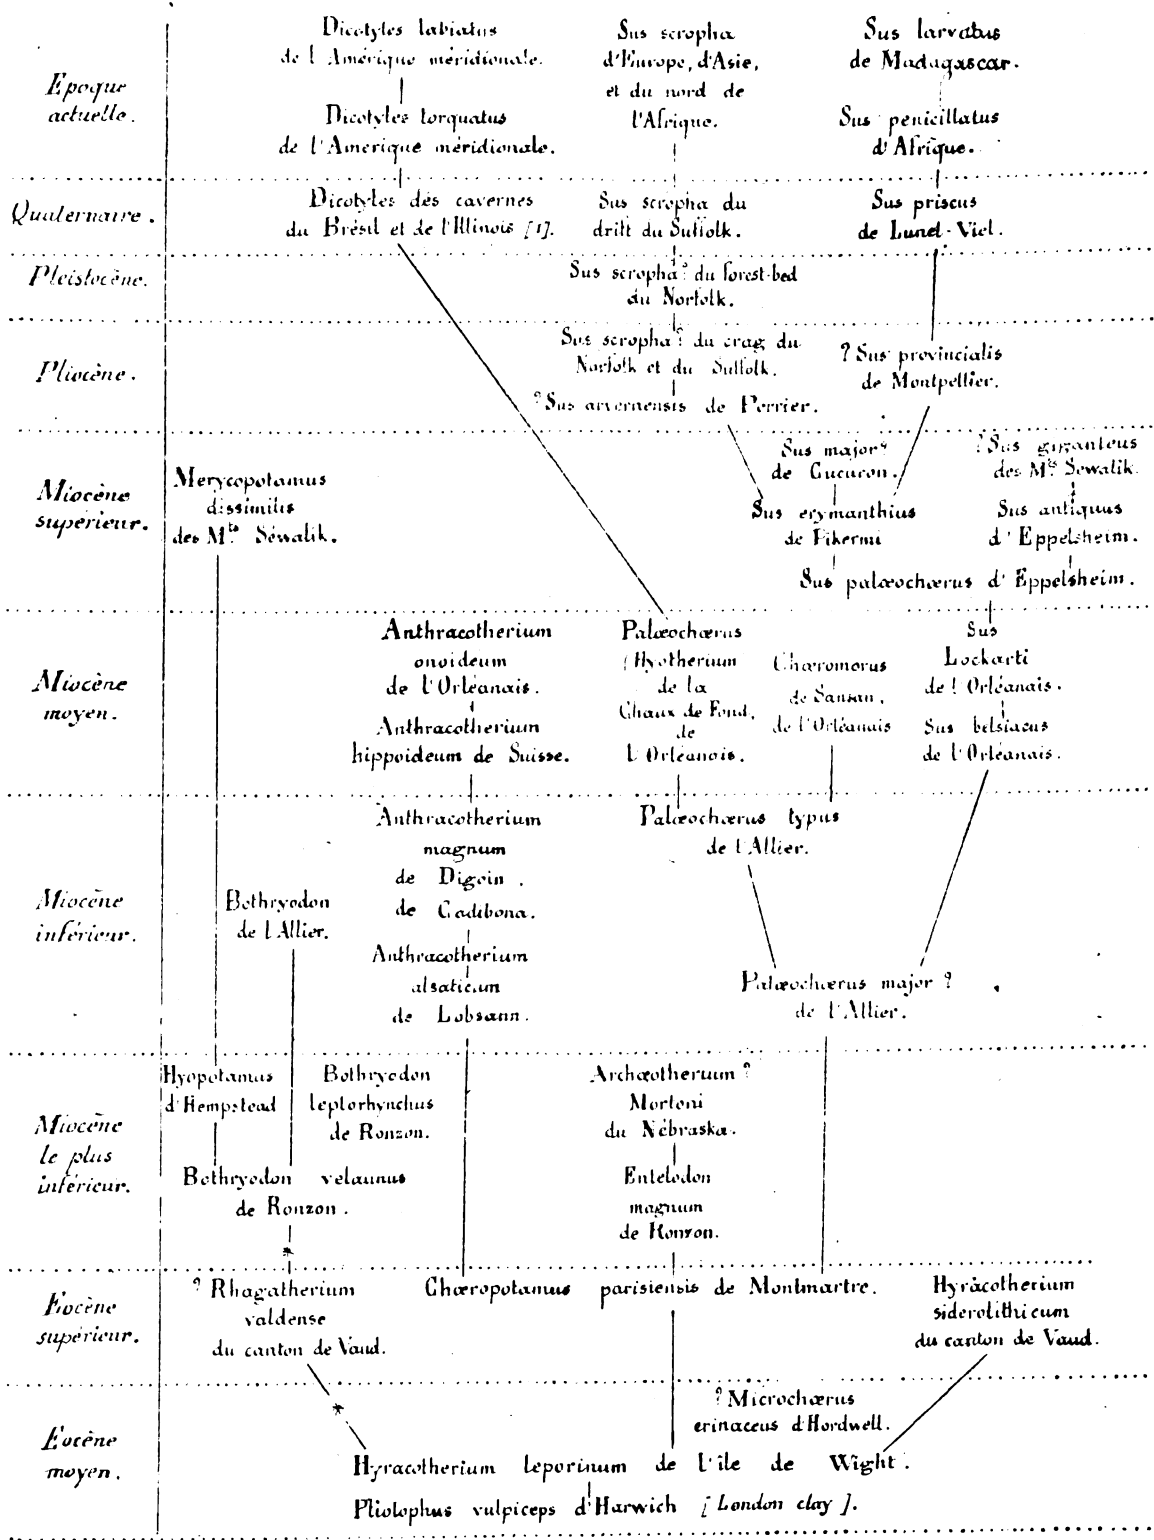 Epoque
actuelle.
Dicotyles labiatus
de l'Amérique méridionale.
Dicotyles torquatus
de l'Amerique méridionale.
Sus scropha
d'Europe, d'Asie,
et du nord de
l'Afrique.
Sus larvatus
de Madagascar.
Sus penicillatus
d'Afrique.
Quaternaire.
Dicotyles des cavernes
du Brésil et de l'Illinois [1].
Sus scropha du
drift du Suffolk.
Sus priscus
de Lunel-Viel.
Pleistocène.
Sus scropha? du forest-bed
du Norfolk.
Pliocène.
Sus scropha? du crag du
Norfolk et du Suffolk.
?Sus arvernensis de Perrier.
?Sus provincialis
de Montpellier.
Miocène
supérieur.
Merycopotamus
dissimilis
des Mts Séwalik.
Sus major?
de Cucuron.
Sus erymanthius
de Pikermi
?Sus giganteus
des Mts Sewalik.
Sus antiquus
d'Eppelsheim.
Sus palæochærus d'Eppelsheim.
Miocène
moyen.
Anthracotherium
onoideum
de l'Orléanais.
Anthracotherium
hippoideum de Suisse.
Palæochærus
(Hyotherium
de la
Chaux de Fond,
de
L'Orléanois.
Chæromorus
de Sansan,
de l'Orléanais
Sus
Lockarti
de l'Orléanais.
Sus belsiacus
de l'Orléanais.
Miocène
inférieur.
Bothryodon
de l'Allier.
Anthracotherium
magnum
de Digoin.
de Cadibona.
Anthracotherium
alsaticum
de Lobsann.
Palæochærus typus
de l'Allier.
Palæochærus major?
de l'Allier.
Miocène
le plus
inférieur.
Hyopotamus
d'Hempstead
Bothryodon
leptorhynchus
de Ronzon.
Bothryodon velaunus
de Ronzon.
*
Archæotherium?
Mortoni
du Nébraska.
Entelodon
magnum
de Ronzon.
Eocène
supérieur.
?Rhagatherium
valdense
du canton de Vaud.
Chæropotamus parisiensis de Montmartre.
Hyracotherium
siderolithicum
du canton de Vaud.
Eocène
moyen.
*
?Microchærus
erinaceus d'Hordwell.
Hyracotherium leporinum de l'île de Wight.
Pliolophus vulpiceps d'Harwich [London clay].